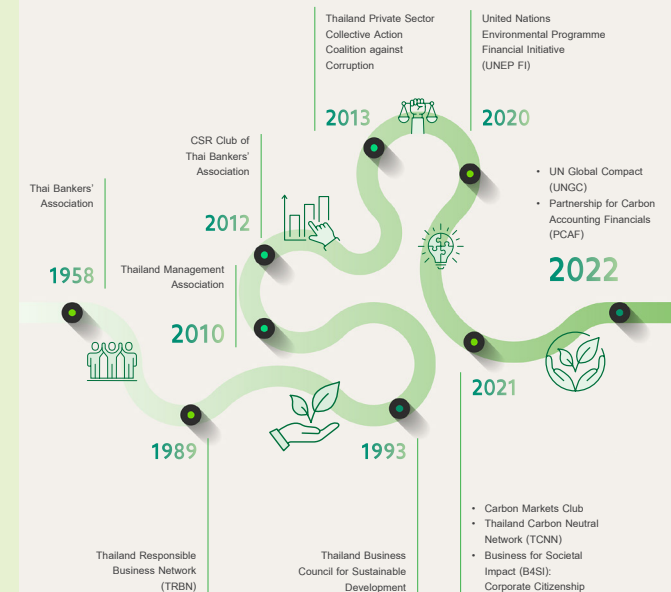 Thailand Private Sector
Collective Action
Coalition against
Corruption
2013
United Nations
Environmental Programme
Financial Initiative
(UNEP FI)
2020
CSR Club of
Thai Bankers'
Association
2012
Thai Bankers'
Association
1958
• UN Global Compact
(UNGC)
• Partnership for Carbon
Accounting Financials
(PCAF)
2022
Thailand Management
Association
2010
2021
1989
1993
• Carbon Markets Club
• Thailand Carbon Neutral
Network (TCNN)
• Business for Societal
Impact (B4SI):
Corporate Citizenship
Thailand Responsible
Business Network
(TRBN)
Thailand Business
Council for Sustainable
Development